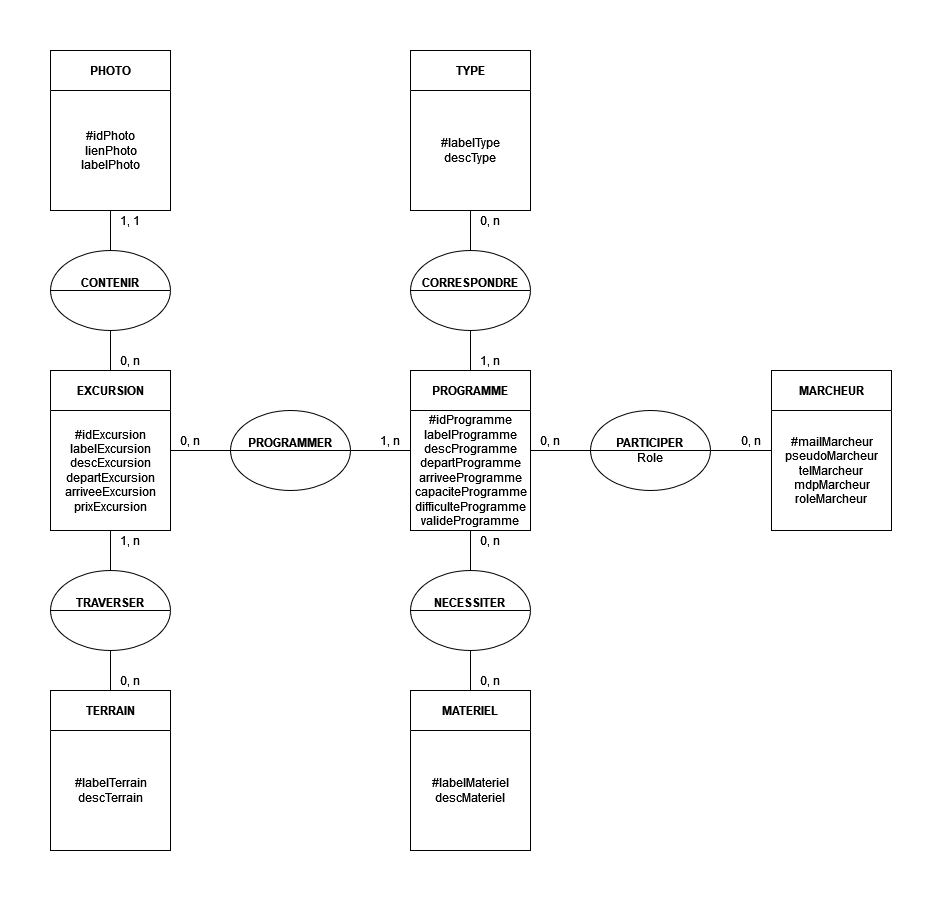 PHOTO
#idPhoto
lienPhoto
labelPhoto
1, 1
CONTENIR
0, n
TYPE
#labelType
descType
0, n
CORRESPONDRE
1, n
EXCURSION
#idExcursion
labelExcursion
descExcursion
departExcursion
arriveeExcursion
prixExcursion
0, n
PROGRAMMER
1, n
PROGRAMME
#idProgramme
labelProgramme
descProgramme
departProgramme
arriveeProgramme
capaciteProgramme
difficulteProgramme
valideProgramme
0, n
PARTICIPER
Role
0, n
MARCHEUR
#mailMarcheur
pseudoMarcheur
telMarcheur
mdpMarcheur
roleMarcheur
1, n
TRAVERSER
0, n
TERRAIN
#labelTerrain
descTerrain
0, n
NECESSITER
0, n
MATERIEL
#labelMateriel
descMateriel